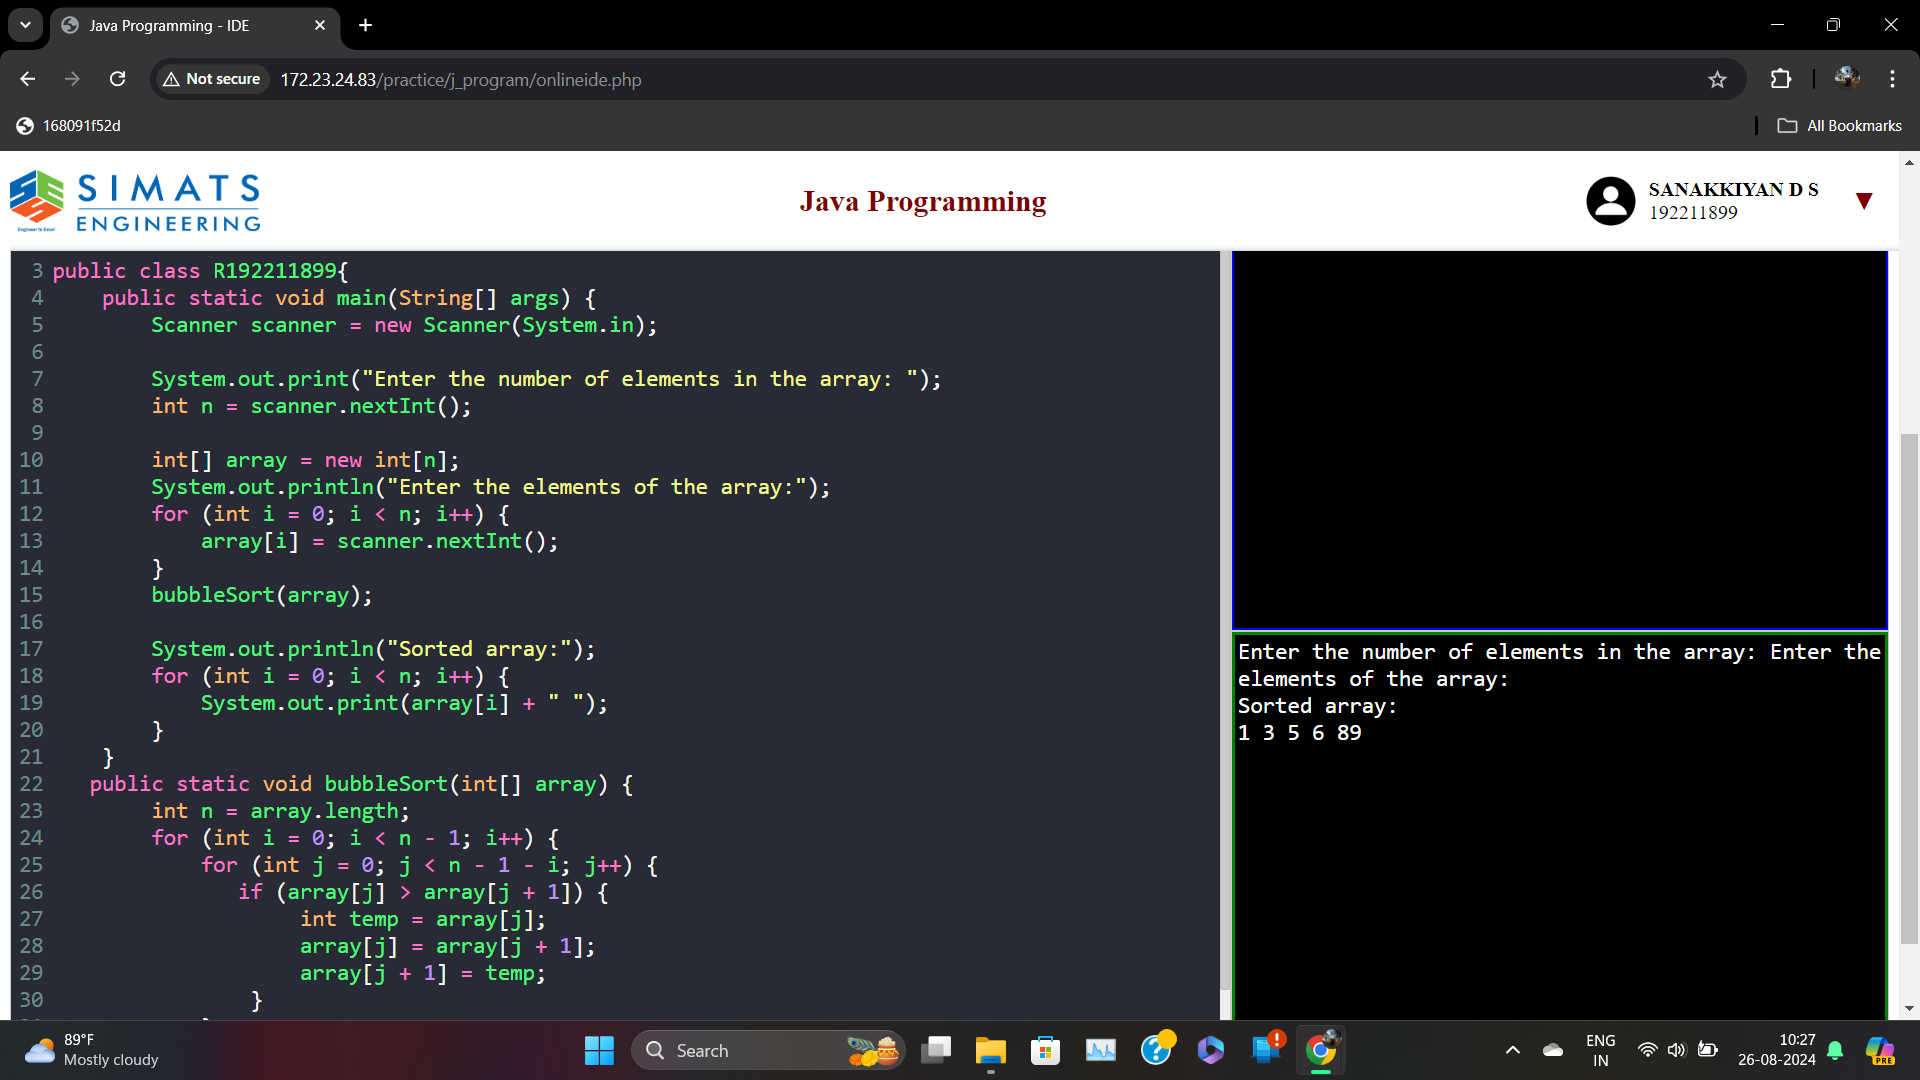 Java Programming - IDE
Not secure
172.23.24.83/practice/j_program/onlineide.php
168091f52d
All Bookmarks
SIMATS
ENGINEERING
Engineer to Excel
Java Programming
SANAKKIYAN D S
192211899
3 public class R192211899{
4     public static void main(String[] args) {
5         Scanner scanner = new Scanner(System.in);
6
7         System.out.print("Enter the number of elements in the array: ");
8         int n = scanner.nextInt();
9
10         int[] array = new int[n];
11         System.out.println("Enter the elements of the array:");
12         for (int i = 0; i < n; i++) {
13             array[i] = scanner.nextInt();
14         }
15         bubbleSort(array);
16
17         System.out.println("Sorted array:");
18         for (int i = 0; i < n; i++) {
19             System.out.print(array[i] + " ");
20         }
21     }
22    public static void bubbleSort(int[] array) {
23         int n = array.length;
24         for (int i = 0; i < n - 1; i++) {
25             for (int j = 0; j < n - 1 - i; j++) {
26                if (array[j] > array[j + 1]) {
27                     int temp = array[j];
28                     array[j] = array[j + 1];
29                     array[j + 1] = temp;
30                 }
Enter the number of elements in the array: Enter the
elements of the array:
Sorted array:
1 3 5 6 89
89°F
Mostly cloudy
Search
PRE
ENG
IN
10:27
26-08-2024